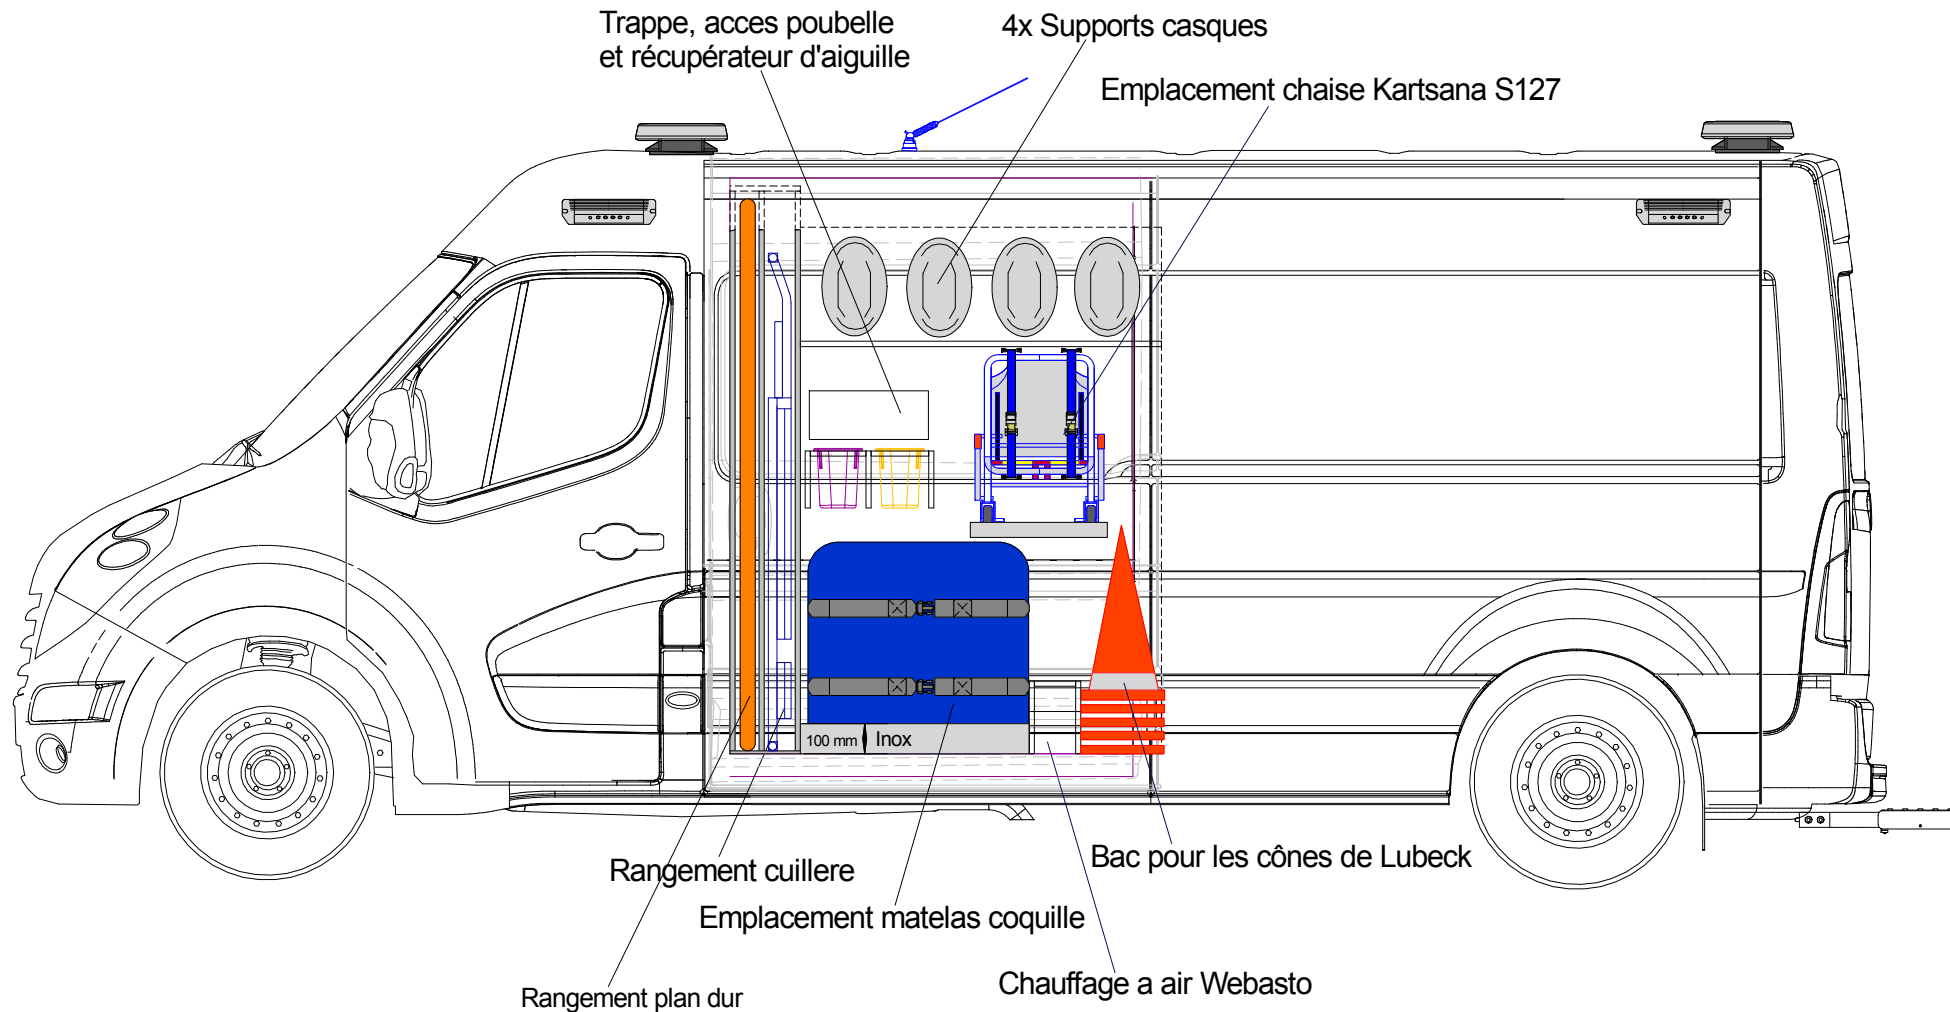 Trappe, acces poubelle
et récupérateur d'aiguille
4x Supports casques
Emplacement chaise Kartsana S127
100 mm
Inox
Rangement cuillere
Bac pour les cônes de Lubeck
Emplacement matelas coquille
Chauffage a air Webasto
Rangement plan dur